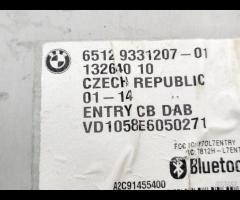 6512 9331207-01
132640 10
CZECH REPUBLIC
01-14
ENTRY CB DAB
VD1058E6050271
Bluetoo
A2C91455400